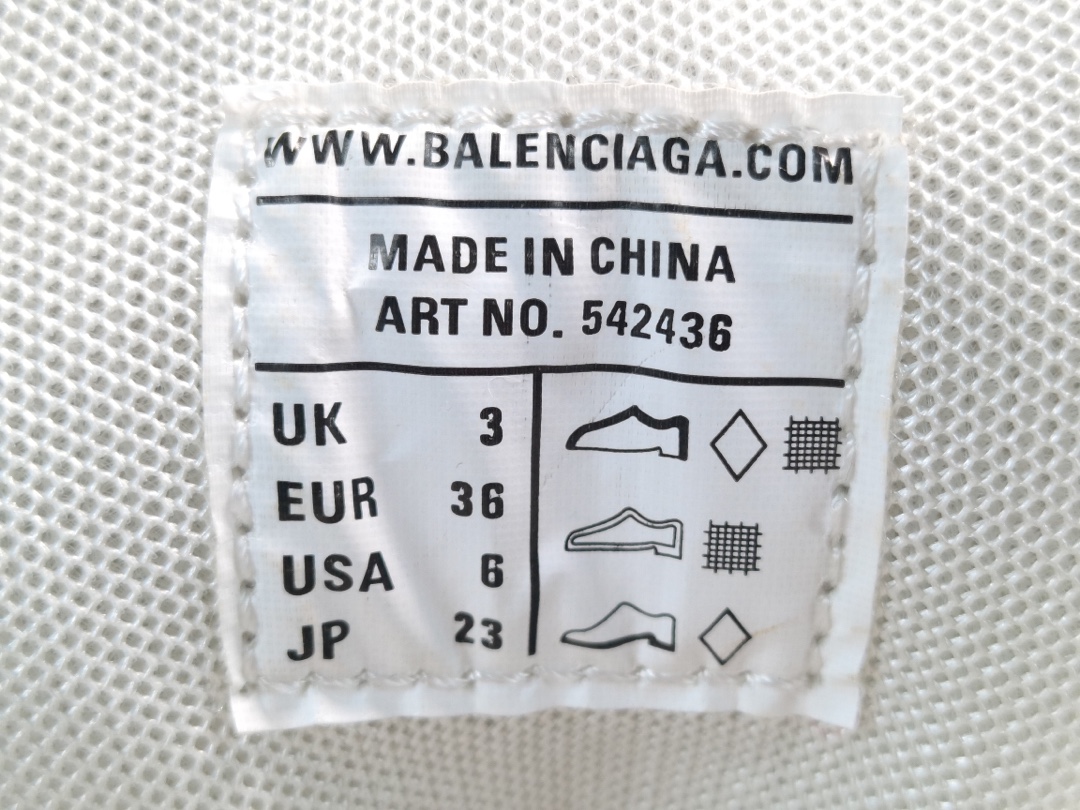 WWW.BALENCIAGA.COM
MADE IN CHINA
ART NO. 542436
UK 3
EUR 36
USA 6
JP 23